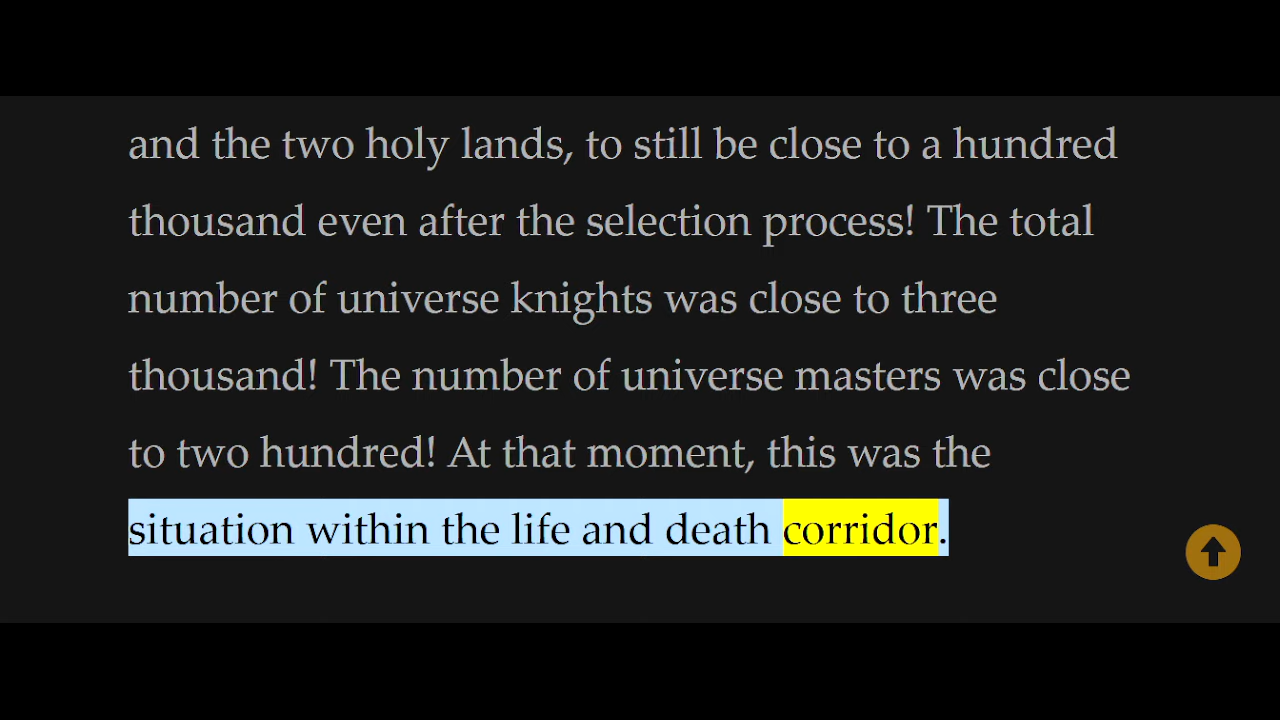 and the two holy lands, to still be close to a hundred
thousand even after the selection process! The total
number of universe knights was close to three
thousand! The number of universe masters was close
to two hundred! At that moment, this was the
situation within the life and death corridor.